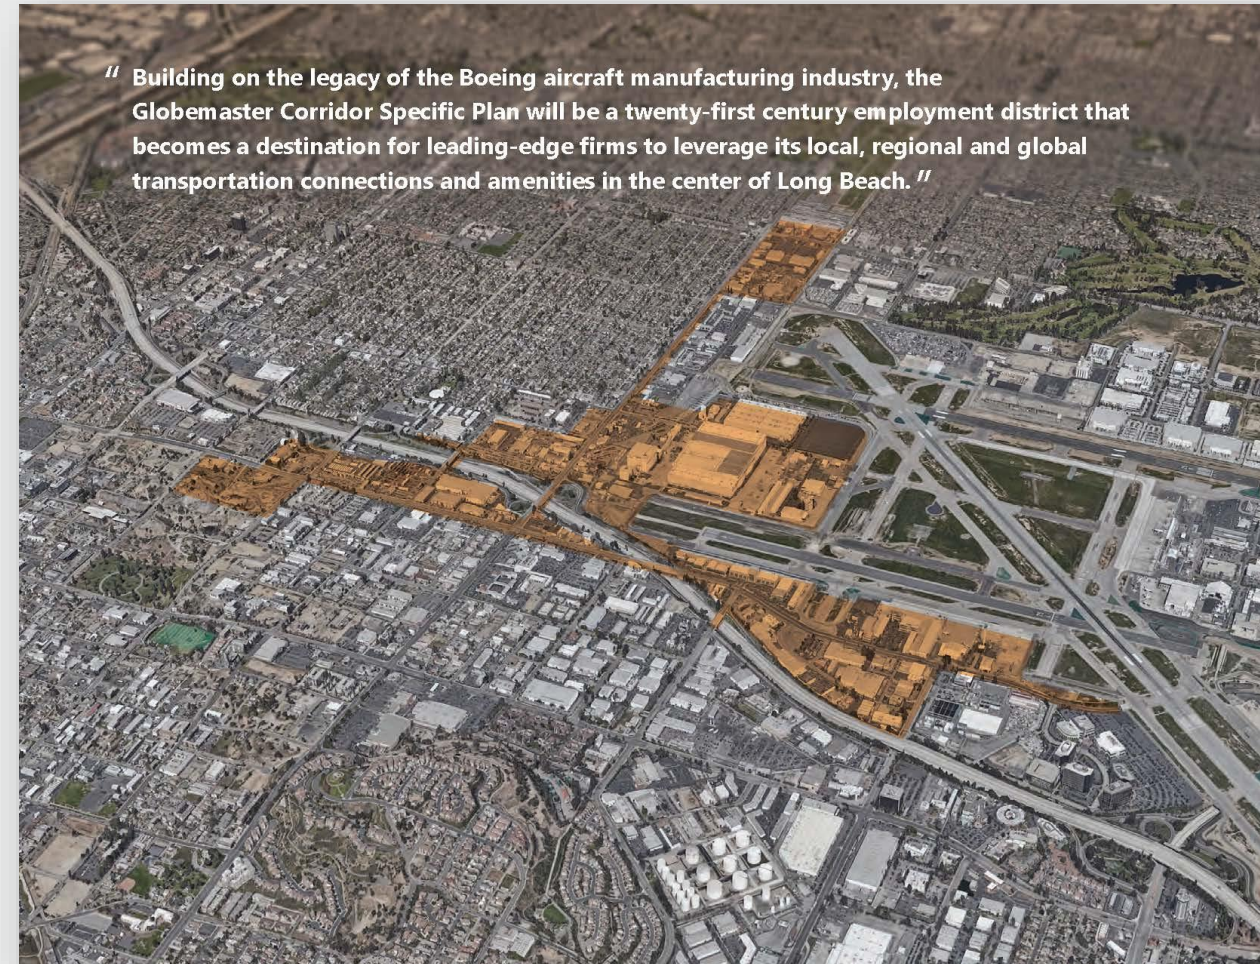 “ Building on the legacy of the Boeing aircraft manufacturing industry, the
Globemaster Corridor Specific Plan will be a twenty-first century employment district that
becomes a destination for leading-edge firms to leverage its local, regional and global
transportation connections and amenities in the center of Long Beach. ”